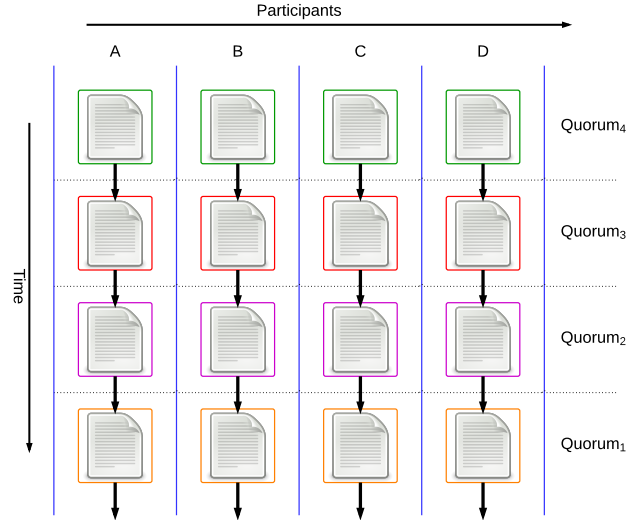 Participants
A B C D
Quorum₄
Quorum₃
Time
Quorum₂
Quorum₁